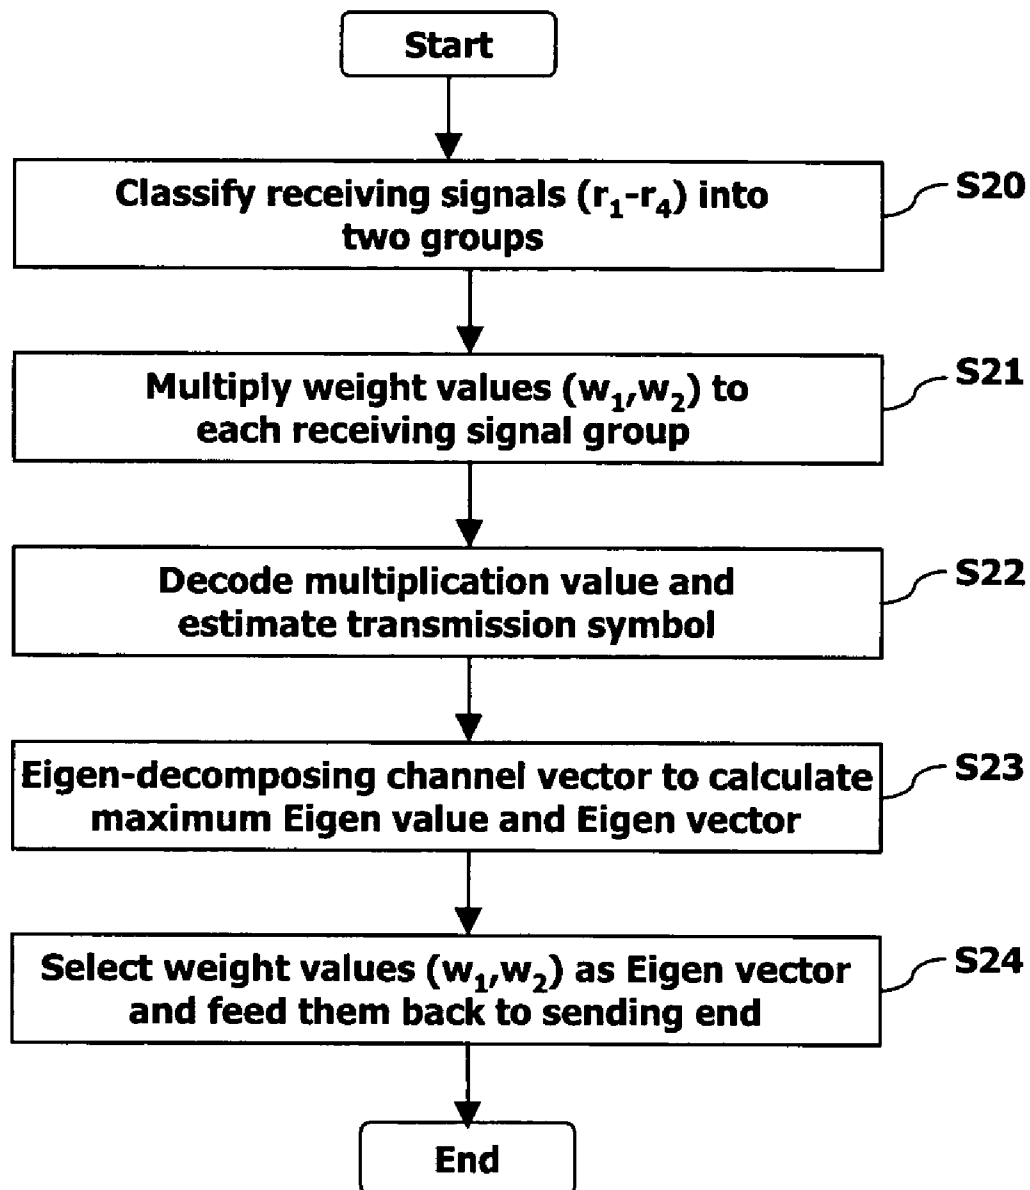 Start
Classify receiving signals (r₁-r₄) into
two groups
S20
Multiply weight values (w₁,w₂) to
each receiving signal group
S21
Decode multiplication value and
estimate transmission symbol
S22
Eigen-decomposing channel vector to calculate
maximum Eigen value and Eigen vector
S23
Select weight values (w₁,w₂) as Eigen vector
and feed them back to sending end
S24
End